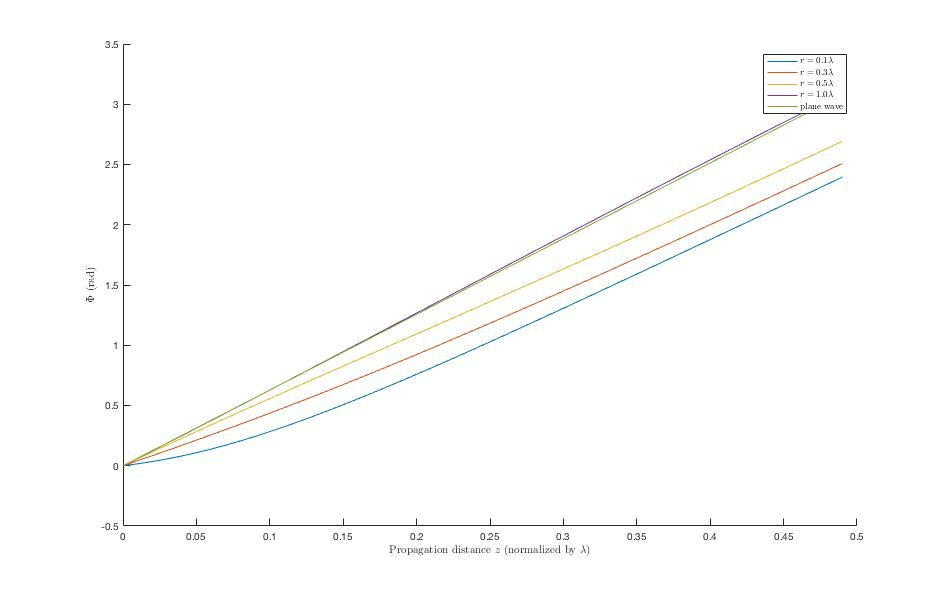 3.5
3
2.5
2
1.5
1
0.5
0
-0.5
Φ (rad)
r = 0.1λ
r = 0.3λ
r = 0.5λ
r = 1.0λ
plane wave
0 0.05 0.1 0.15 0.2 0.25 0.3 0.35 0.4 0.45 0.5
Propagation distance z (normalized by λ)